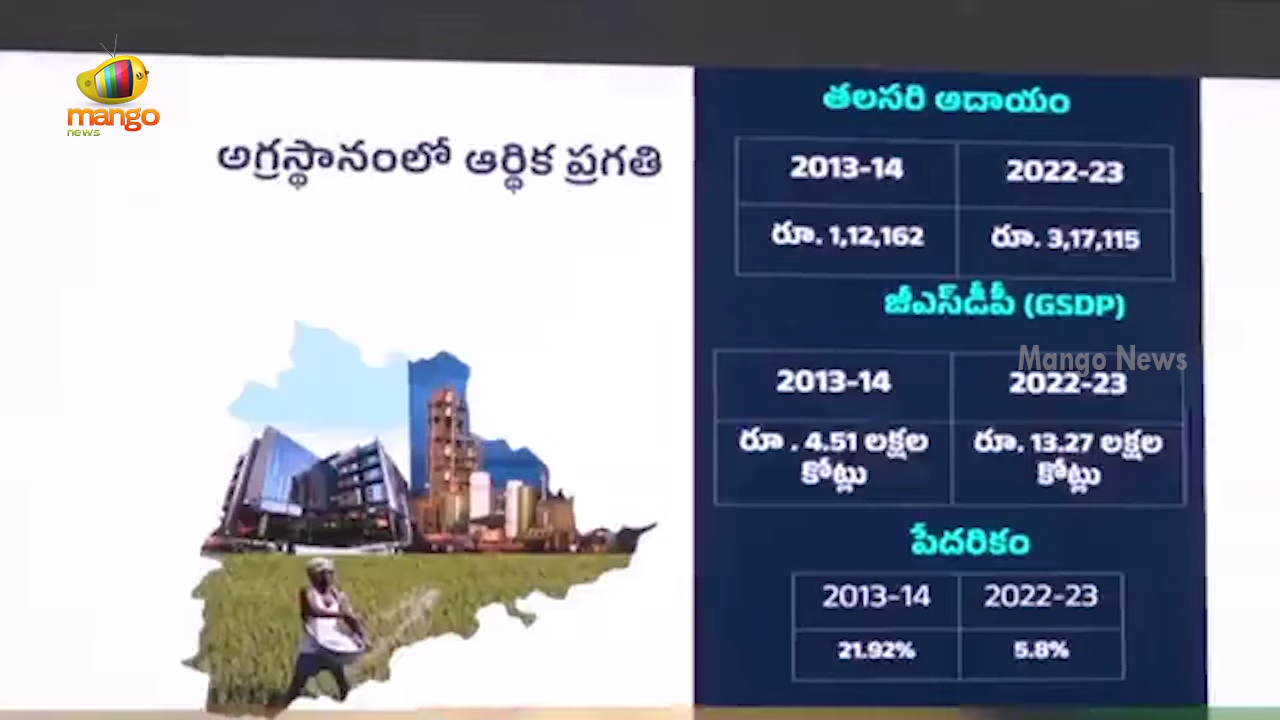 mango
news
అగ్రస్థానంలో ఆర్థిక ప్రగతి
తలసరి అదాయం
2013-14 2022-23
రూ. 1,12,162 రూ. 3,17,115
జీఎస్‌డీపీ (GSDP)
Mango News
2013-14 2022-23
రూ . 4.51 లక్షల రూ. 13.27 లక్షల
కోట్లు కోట్లు
పేదరికం
2013-14 2022-23
21.92% 5.8%